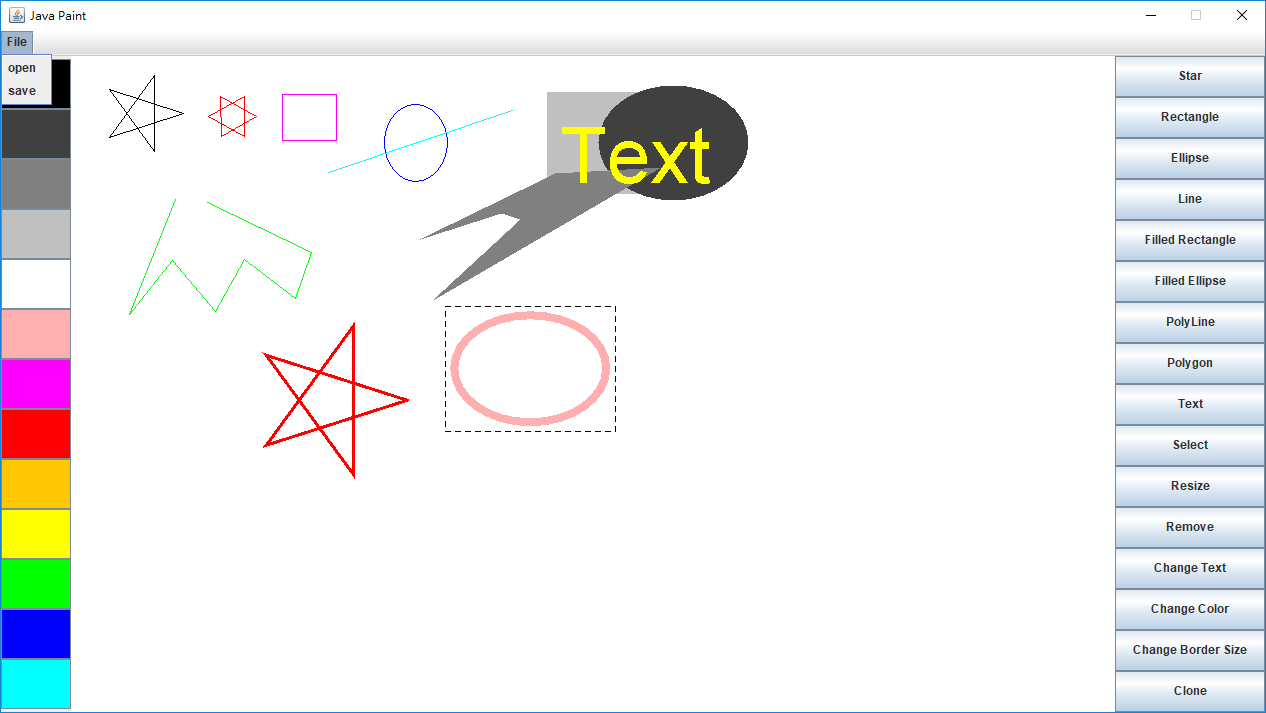 Java Paint
File
open
save
Text
Star
Rectangle
Ellipse
Line
Filled Rectangle
Filled Ellipse
PolyLine
Polygon
Text
Select
Resize
Remove
Change Text
Change Color
Change Border Size
Clone